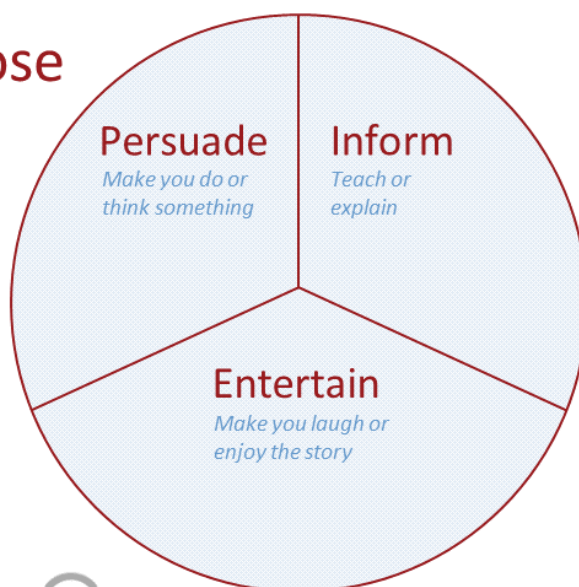 ose
Persuade
Make you do or
think something
Inform
Teach or
explain
Entertain
Make you laugh or
enjoy the story